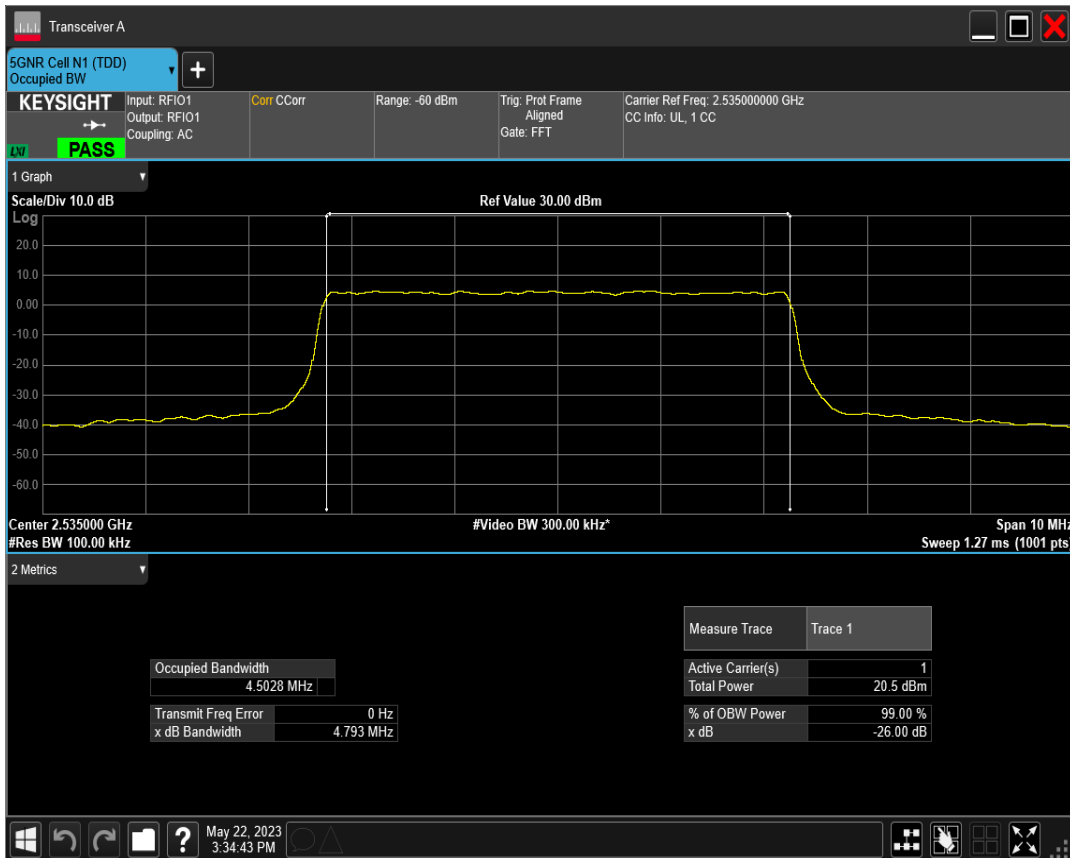 Transceiver A
5GNR Cell N1 (TDD)
Occupied BW
KEYSIGHT
LXI
PASS
Input: RFIO1
Output: RFIO1
Coupling: AC
Corr CCorr
Range: -60 dBm
Trig: Prot Frame
Aligned
Gate: FFT
Carrier Ref Freq: 2.535000000 GHz
CC Info: UL, 1 CC
1 Graph
Scale/Div 10.0 dB
Ref Value 30.00 dBm
Log
20.0
10.0
0.00
-10.0
-20.0
-30.0
-40.0
-50.0
-60.0
Center 2.535000 GHz
#Video BW 300.00 kHz*
Span 10 MHz
#Res BW 100.00 kHz
Sweep 1.27 ms (1001 pts)
2 Metrics
Measure Trace Trace 1
Occupied Bandwidth
4.5028 MHz
Active Carrier(s) 1
Total Power 20.5 dBm
Transmit Freq Error 0 Hz
x dB Bandwidth 4.793 MHz
% of OBW Power 99.00 %
x dB -26.00 dB
?
May 22, 2023
3:34:43 PM